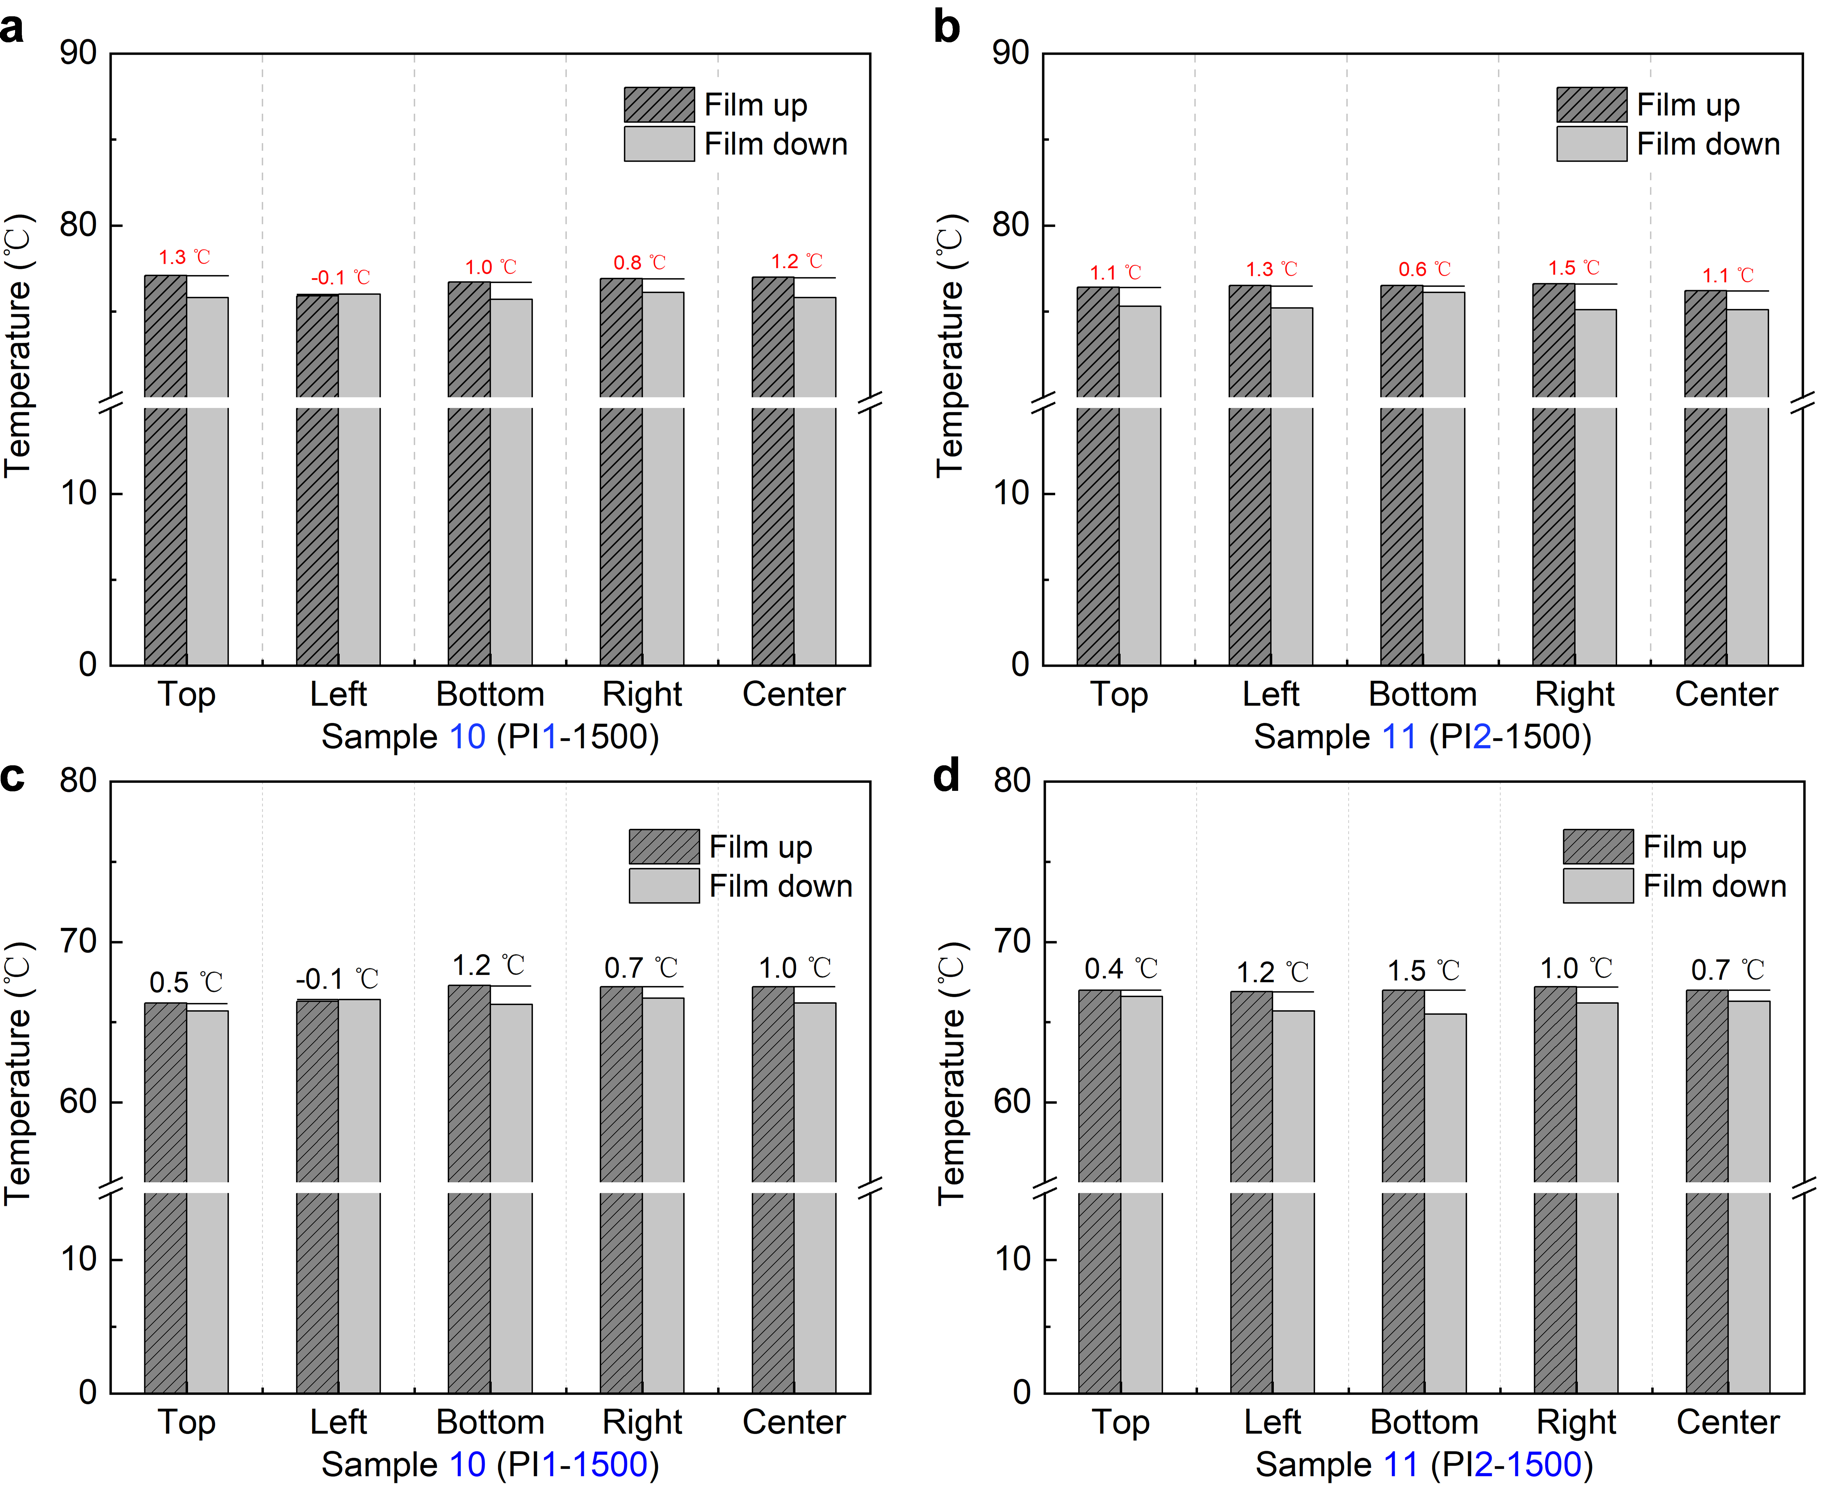 a
90
80
10
0
Temperature (℃)
Film up
Film down
1.3 ℃
-0.1 ℃
1.0 ℃
0.8 ℃
1.2 ℃
Top Left Bottom Right Center
Sample 10 (PI1-1500)
b
90
80
10
0
Temperature (℃)
Film up
Film down
1.1 ℃
1.3 ℃
0.6 ℃
1.5 ℃
1.1 ℃
Top Left Bottom Right Center
Sample 11 (PI2-1500)
c
80
70
60
10
0
Temperature (℃)
Film up
Film down
0.5 ℃
-0.1 ℃
1.2 ℃
0.7 ℃
1.0 ℃
Top Left Bottom Right Center
Sample 10 (PI1-1500)
d
80
70
60
10
0
Temperature (℃)
Film up
Film down
0.4 ℃
1.2 ℃
1.5 ℃
1.0 ℃
0.7 ℃
Top Left Bottom Right Center
Sample 11 (PI2-1500)